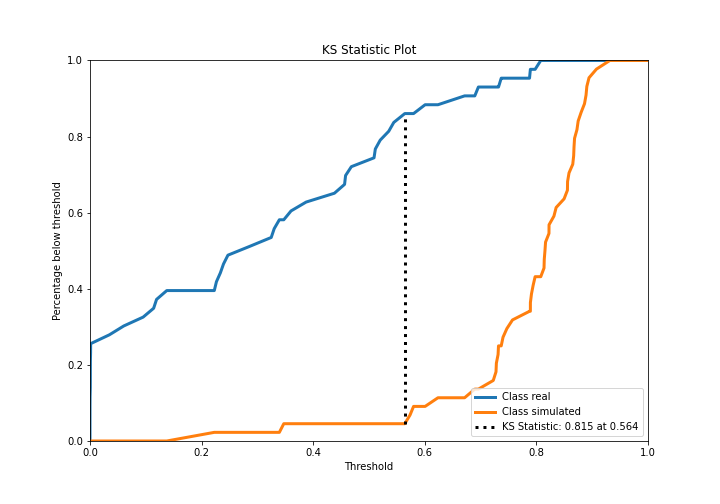 KS Statistic Plot
1.0
0.8
0.6
0.4
0.2
0.0
Percentage below threshold
0.0 0.2 0.4 0.6 0.8 1.0
Threshold
Class real
Class simulated
KS Statistic: 0.815 at 0.564